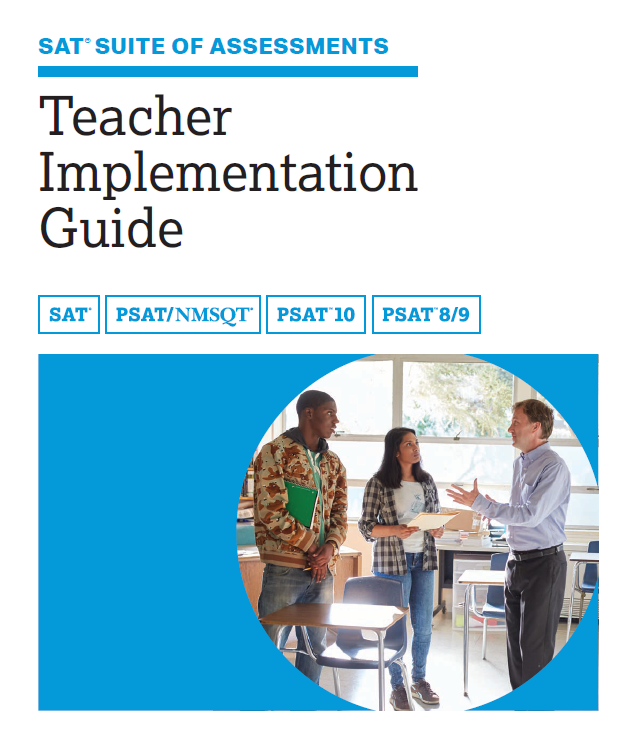 SAT® SUITE OF ASSESSMENTS
Teacher
Implementation
Guide
SAT® PSAT/NMSQT® PSAT™10 PSAT™8/9